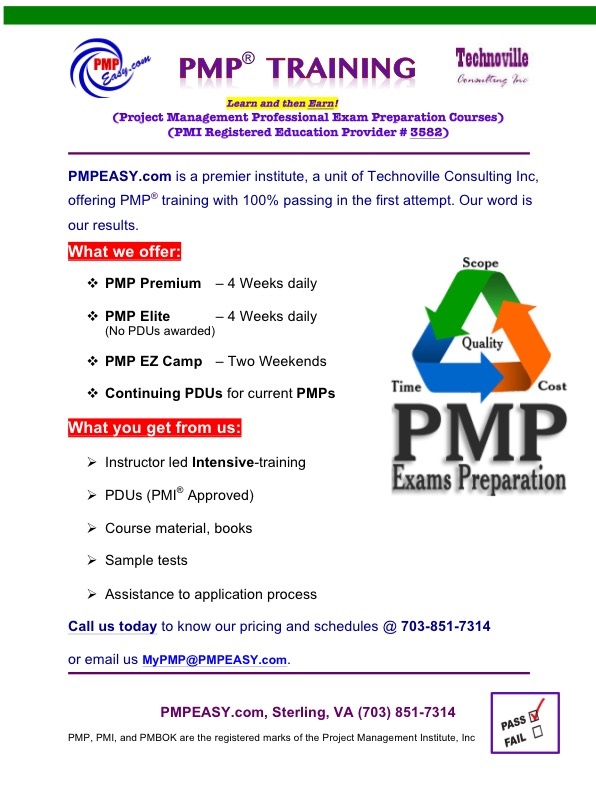 PMP Easy.com
PMP® TRAINING
Technoville
Consulting Inc
Learn and then Earn!
(Project Management Professional Exam Preparation Courses)
(PMI Registered Education Provider # 3582)
PMPEASY.com is a premier institute, a unit of Technoville Consulting Inc,
offering PMP® training with 100% passing in the first attempt. Our word is
our results.
What we offer:
❖ PMP Premium – 4 Weeks daily
❖ PMP Elite – 4 Weeks daily
(No PDUs awarded)
❖ PMP EZ Camp – Two Weekends
❖ Continuing PDUs for current PMPs
Scope
Quality
Time
Cost
PMP
Exams Preparation
What you get from us:
➢ Instructor led Intensive-training
➢ PDUs (PMI® Approved)
➢ Course material, books
➢ Sample tests
➢ Assistance to application process
Call us today to know our pricing and schedules @ 703-851-7314
or email us MyPMP@PMPEASY.com.
PMPEASY.com, Sterling, VA (703) 851-7314
PMP, PMI, and PMBOK are the registered marks of the Project Management Institute, Inc
PASS
FAIL